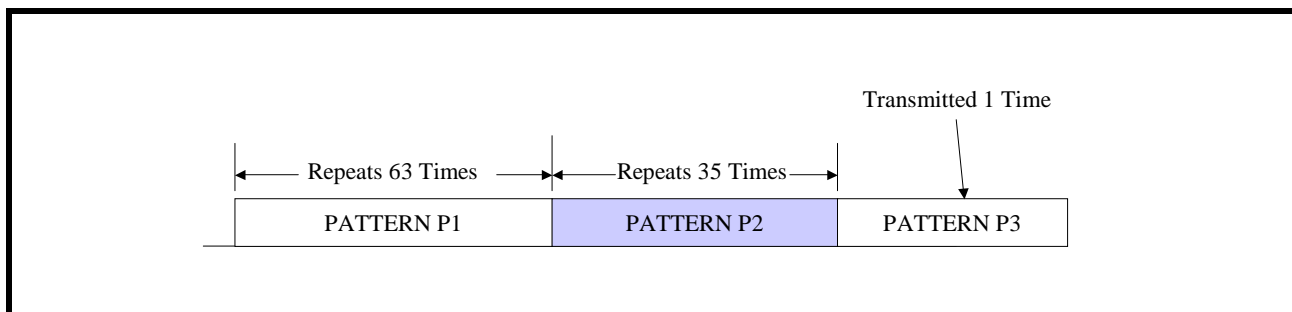 Transmitted 1 Time
Repeats 63 Times
Repeats 35 Times
PATTERN P1
PATTERN P2
PATTERN P3